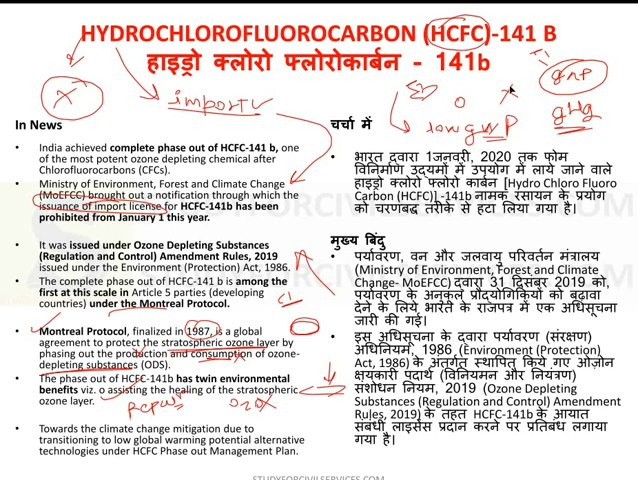 HYDROCHLOROFLUOROCARBON (HCFC)-141 B
हाइड्रो क्लोरो फ्लोरोकार्बन - 141b
import
GHP
GHg
low GWP
In News
• India achieved complete phase out of HCFC-141 b, one
of the most potent ozone depleting chemical after
Chlorofluorocarbons (CFCs).
• Ministry of Environment, Forest and Climate Change
(MoEFCC) brought out a notification through which the
issuance of import license for HCFC-141b has been
prohibited from January 1 this year.
• It was issued under Ozone Depleting Substances
(Regulation and Control) Amendment Rules, 2019
issued under the Environment (Protection) Act, 1986.
• The complete phase out of HCFC-141 b is among the
first at this scale in Article 5 parties (developing
countries) under the Montreal Protocol.
Cl
• Montreal Protocol, finalized in 1987, is a global
agreement to protect the stratospheric ozone layer by
phasing out the production and consumption of ozone-
depleting substances (ODS).
• The phase out of HCFC-141b has twin environmental
benefits viz. o assisting the healing of the stratospheric
ozone layer.
• Towards the climate change mitigation due to
transitioning to low global warming potential alternative
technologies under HCFC Phase out Management Plan.
चर्चा में
• भारत द्वारा 1जनवरी, 2020 तक फोम
विनिर्माण उद्यमों में उपयोग में लाये जाने वाले
हाइड्रो क्लोरो फ्लोरो कार्बन [Hydro Chloro Fluoro
Carbon (HCFC)] -141b नामक रसायन के प्रयोग
को चरणबद्ध तरीके से हटा लिया गया है।
मुख्य बिंदु
• पर्यावरण, वन और जलवायु परिवर्तन मंत्रालय
(Ministry of Environment, Forest and Climate
Change- MoEFCC) द्वारा 31 दिसंबर 2019 को,
पर्यावरण के अनुकूल प्रौद्योगिकियों को बढ़ावा
देने के लिये भारत के राजपत्र में एक अधिसूचना
जारी की गई।
• इस अधिसूचना के द्वारा पर्यावरण (संरक्षण)
अधिनियम, 1986 (Environment (Protection)
Act, 1986) के अंतर्गत स्थापित किये गए ओज़ोन
क्षयकारी पदार्थ (विनियमन और नियंत्रण)
संशोधन नियम, 2019 (Ozone Depleting
Substances (Regulation and Control) Amendment
Rules, 2019) के तहत HCFC-141b के आयात
संबंधी लाइसेंस प्रदान करने पर प्रतिबंध लगाया
गया है।
STUDYFORCIVILSERVICES.COM